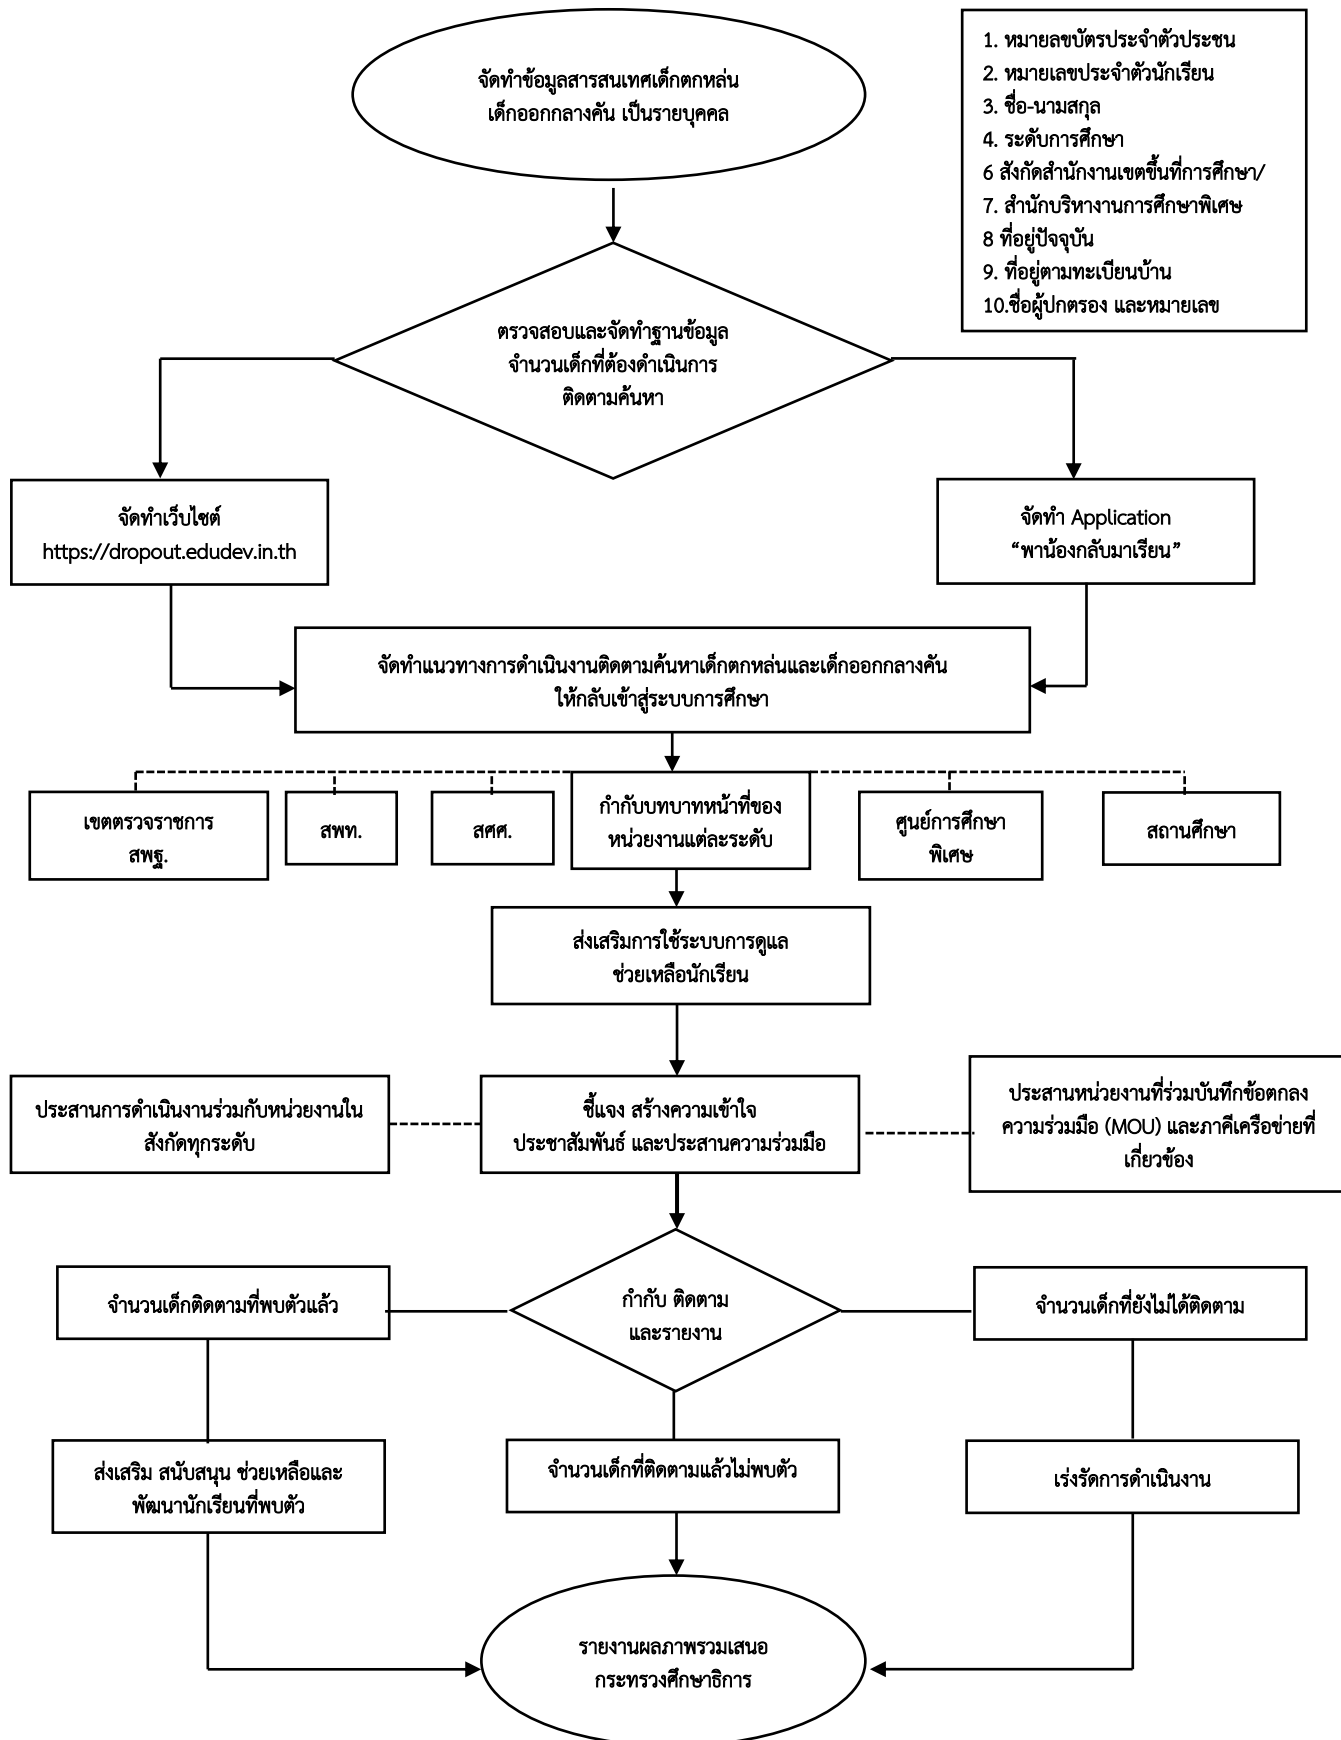 จัดทำข้อมูลสารสนเทศเด็กตกหล่น
เด็กออกกลางคัน เป็นรายบุคคล
1. หมายลขบัตรประจำตัวประชน
2. หมายเลขประจำตัวนักเรียน
3. ชื่อ-นามสกุล
4. ระดับการศึกษา
6 สังกัดสำนักงานเขตขึ้นที่การศึกษา/
7. สำนักบริหางานการศึกษาพิเศษ
8 ที่อยู่ปัจจุบัน
9. ที่อยู่ตามทะเบียนบ้าน
10.ชื่อผู้ปกตรอง และหมายเลข
ตรวจสอบและจัดทำฐานข้อมูล
จำนวนเด็กที่ต้องดำเนินการ
ติดตามค้นหา
จัดทำเว็บไซต์
https://dropout.edudev.in.th
จัดทำ Application
“พาน้องกลับมาเรียน”
จัดทำแนวทางการดำเนินงานติดตามค้นหาเด็กตกหล่นและเด็กออกกลางคัน
ให้กลับเข้าสู่ระบบการศึกษา
เขตตรวจราชการ
สพฐ.
สพท.
สศศ.
กำกับบทบาทหน้าที่ของ
หน่วยงานแต่ละระดับ
ศูนย์การศึกษา
พิเศษ
สถานศึกษา
ส่งเสริมการใช้ระบบการดูแล
ช่วยเหลือนักเรียน
ประสานการดำเนินงานร่วมกับหน่วยงานใน
สังกัดทุกระดับ
ชี้แจง สร้างความเข้าใจ
ประชาสัมพันธ์ และประสานความร่วมมือ
ประสานหน่วยงานที่ร่วมบันทึกข้อตกลง
ความร่วมมือ (MOU) และภาคีเครือข่ายที่
เกี่ยวข้อง
จำนวนเด็กติดตามที่พบตัวแล้ว
กำกับ ติดตาม
และรายงาน
จำนวนเด็กที่ยังไม่ได้ติดตาม
ส่งเสริม สนับสนุน ช่วยเหลือและ
พัฒนานักเรียนที่พบตัว
จำนวนเด็กที่ติดตามแล้วไม่พบตัว
เร่งรัดการดำเนินงาน
รายงานผลภาพรวมเสนอ
กระทรวงศึกษาธิการ